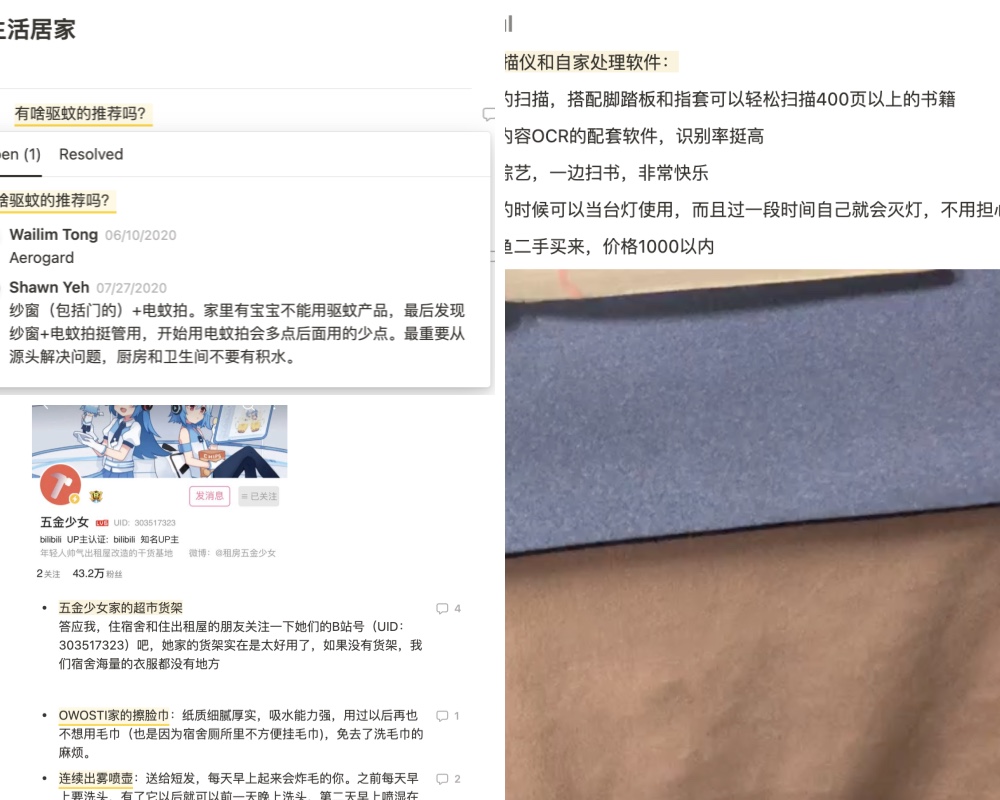 生活居家
有啥驱蚊的推荐吗?
en (1) Resolved
啥驱蚊的推荐吗?
Wailim Tong 06/10/2020
Aerogard
Shawn Yeh 07/27/2020
纱窗（包括门的）+电蚊拍。家里有宝宝不能用驱蚊产品，最后发现
纱窗+电蚊拍挺管用，开始用电蚊拍会多点后面用的少点。最重要从
源头解决问题，厨房和卫生间不要有积水。
CHIPS
发消息 已关注
五金少女 LV6 UID: 303517323
bilibili UP主认证: bilibili 知名UP主
年轻人帅气出租屋改造的干货基地 微博: @租房五金少女
2关注 43.2万粉丝
五金少女家的超市货架 4
答应我，住宿舍和住出租屋的朋友关注一下她们的B站号（UID:
303517323）吧，她家的货架实在是太好用了，如果没有货架，我
们宿舍海量的衣服都没有地方
OWOSTI家的擦脸巾：纸质细腻厚实，吸水能力强，用过以后再也 1
不想用毛巾（也是因为宿舍厕所里不方便挂毛巾)，免去了洗毛巾的
麻烦。
连续出雾喷壶：送给短发，每天早上起来会炸毛的你。之前每天早 2
上要洗头，有了它以后就可以前一天晚上洗头，第二天早上喷湿在
描仪和自家处理软件：
的扫描，搭配脚踏板和指套可以轻松扫描400页以上的书籍
内容OCR的配套软件，识别率挺高
综艺，一边扫书，非常快乐
的时候可以当台灯使用，而且过一段时间自己就会灭灯，不用担心
鱼二手买来，价格1000以内